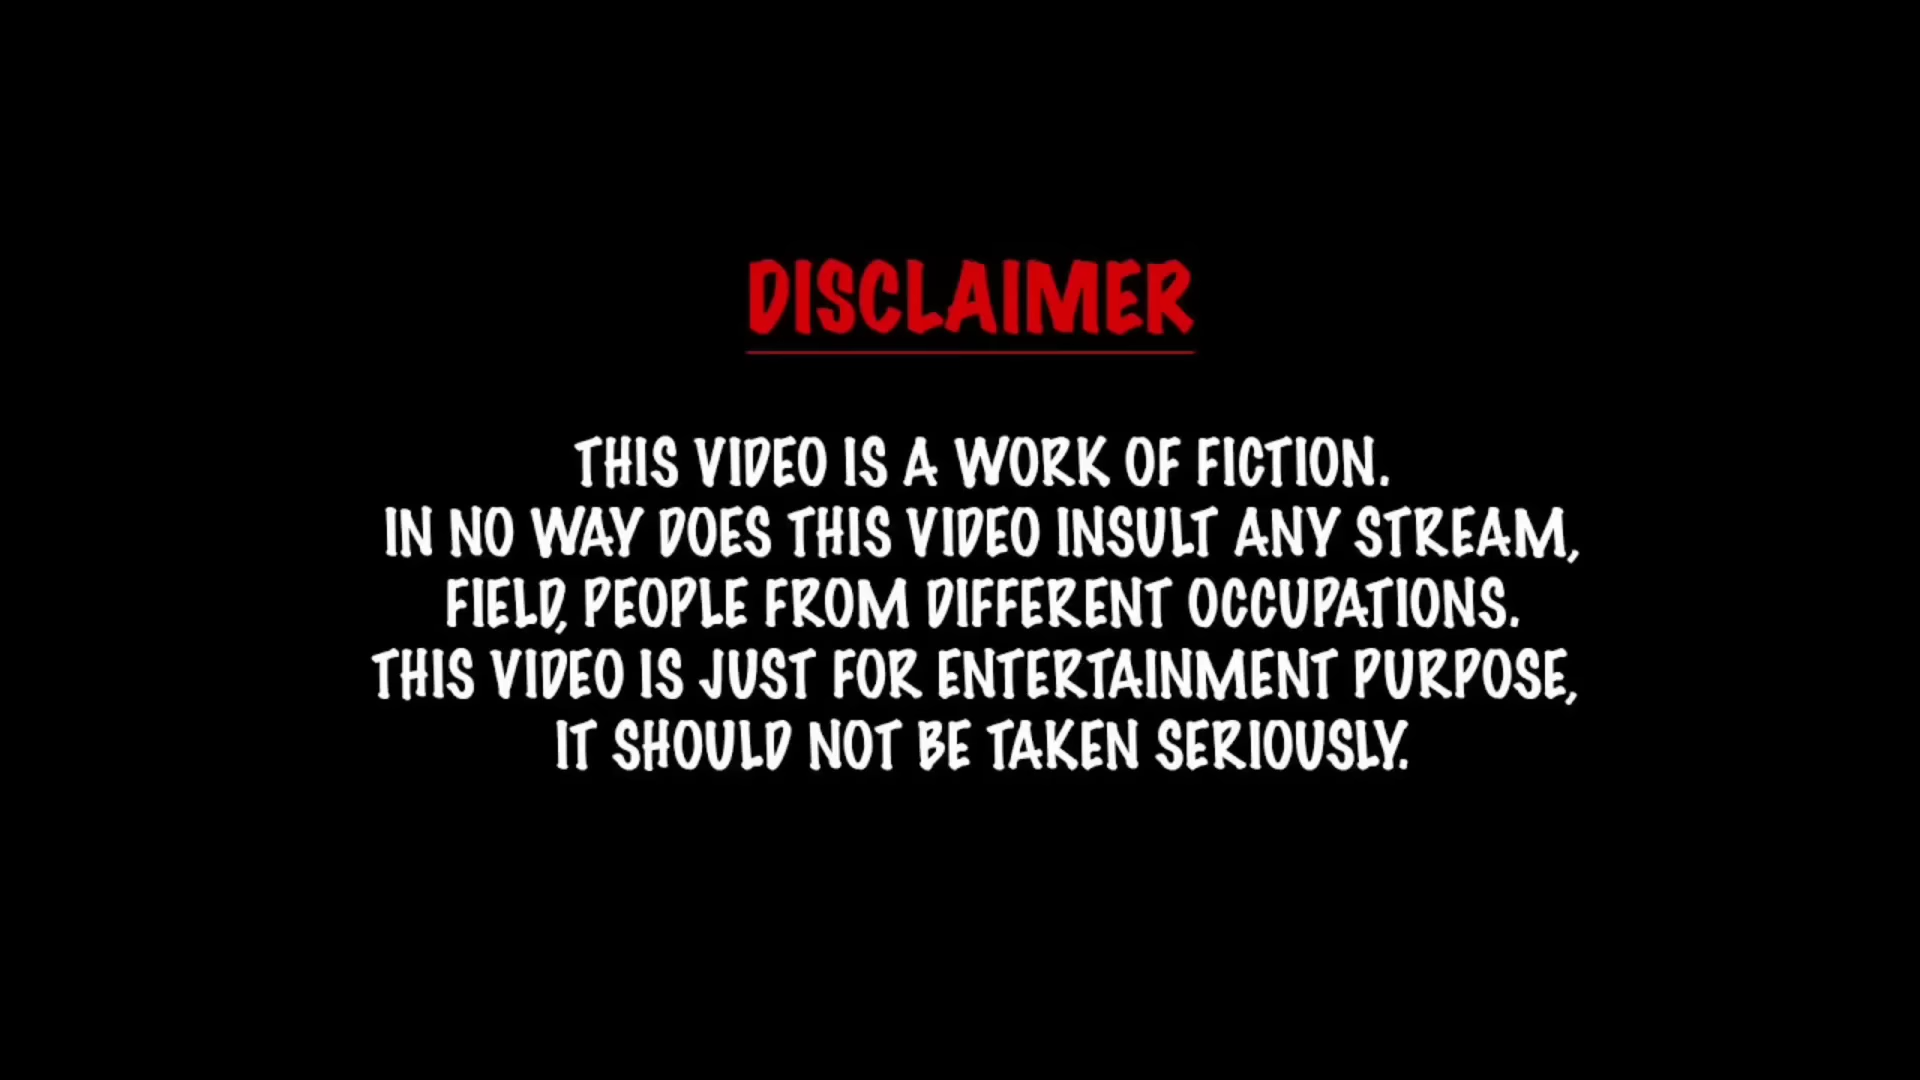 DISCLAIMER
THIS VIDEO IS A WORK OF FICTION.
IN NO WAY DOES THIS VIDEO INSULT ANY STREAM,
FIELD, PEOPLE FROM DIFFERENT OCCUPATIONS.
THIS VIDEO IS JUST FOR ENTERTAINMENT PURPOSE,
IT SHOULD NOT BE TAKEN SERIOUSLY.